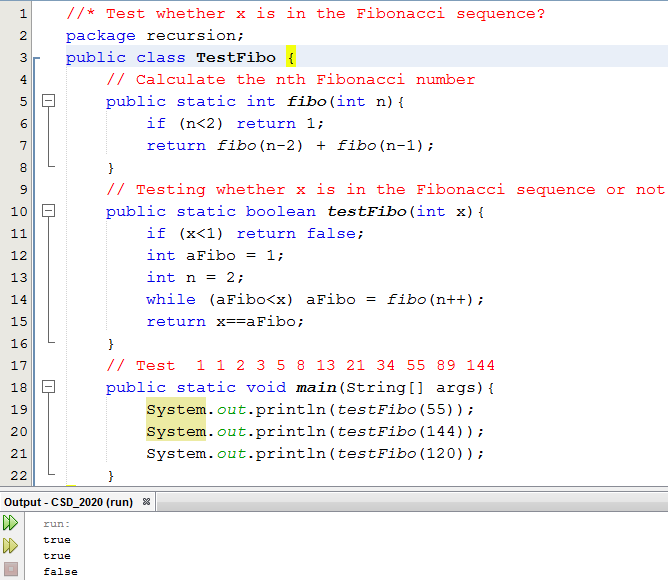 1 //* Test whether x is in the Fibonacci sequence?
2 package recursion;
3 public class TestFibo {
4 // Calculate the nth Fibonacci number
5 public static int fibo(int n){
6 if (n<2) return 1;
7 return fibo(n-2) + fibo(n-1);
8 }
9 // Testing whether x is in the Fibonacci sequence or not
10 public static boolean testFibo(int x){
11 if (x<1) return false;
12 int aFibo = 1;
13 int n = 2;
14 while (aFibo<x) aFibo = fibo(n++);
15 return x==aFibo;
16 }
17 // Test  1 1 2 3 5 8 13 21 34 55 89 144
18 public static void main(String[] args){
19 System.out.println(testFibo(55));
20 System.out.println(testFibo(144));
21 System.out.println(testFibo(120));
22 }
Output - CSD_2020 (run)
run:
true
true
false